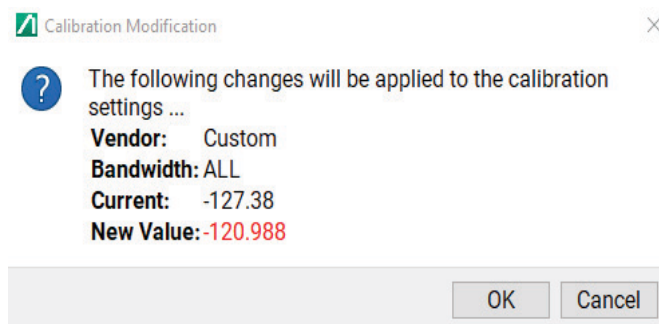 Calibration Modification
The following changes will be applied to the calibration
settings ...
Vendor: Custom
Bandwidth: ALL
Current: -127.38
New Value: -120.988
OK Cancel